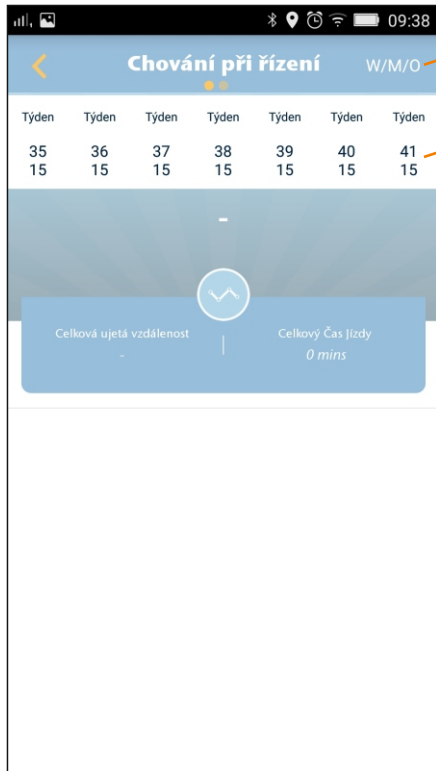 09:38
Chování při řízení W/M/O
Týden Týden Týden Týden Týden Týden Týden
35 36 37 38 39 40 41
15 15 15 15 15 15 15
-
Celková ujetá vzdálenost Celkový Čas Jízdy
- 0 mins